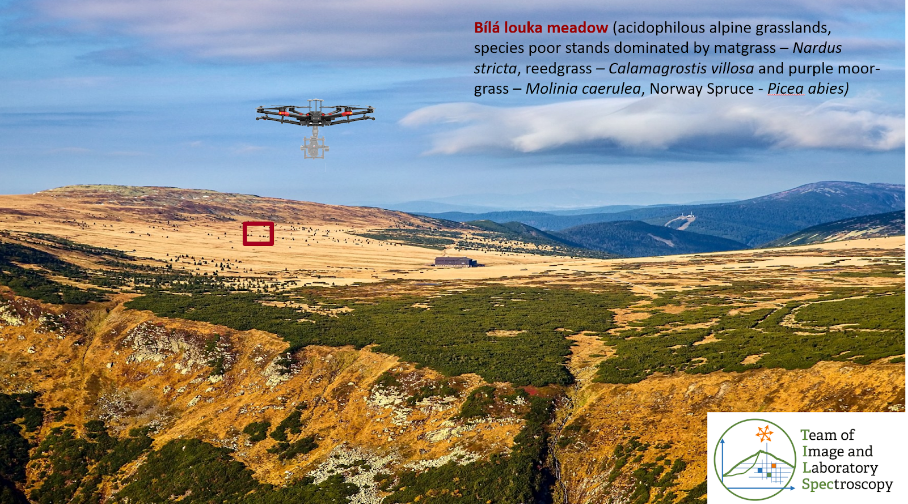 Bílá louka meadow (acidophilous alpine grasslands,
species poor stands dominated by matgrass – Nardus
stricta, reedgrass – Calamagrostis villosa and purple moor-
grass – Molinia caerulea, Norway Spruce - Picea abies)
Team of
Image and
Laboratory
Spectroscopy